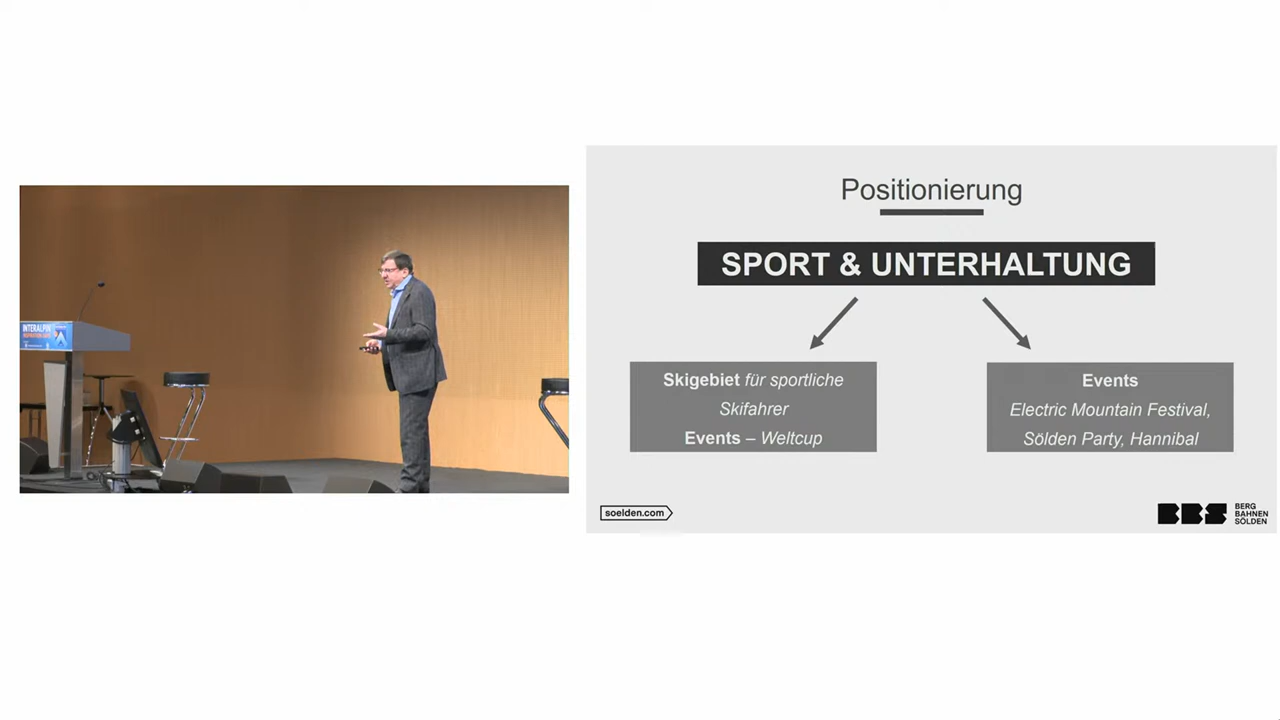 INTERALPIN
Positionierung
SPORT & UNTERHALTUNG
Skigebiet für sportliche
Skifahrer
Events – Weltcup
Events
Electric Mountain Festival,
Sölden Party, Hannibal
soelden.com
BBS
BERG
BAHNEN
SÖLDEN